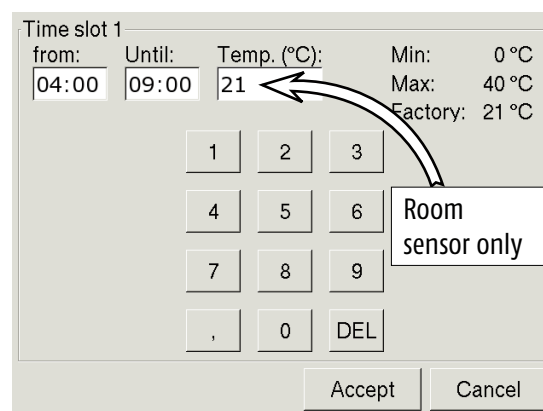 Time slot 1
from: Until: Temp. (°C): Min: 0 °C
04:00 09:00 21 Max: 40 °C
Factory: 21 °C
1 2 3
4 5 6
Room
sensor only
7 8 9
, 0 DEL
Accept Cancel